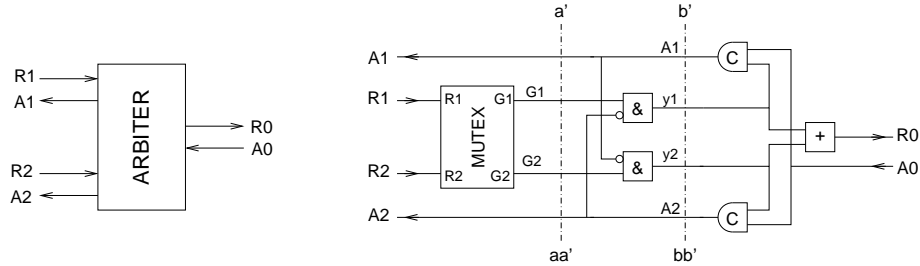 R1
A1
R2
A2
ARBITER
R0
A0
a'
b'
A1
A1
C
R1
R1
G1
G1
y1
&
MUTEX
+
R0
R2
R2
G2
G2
y2
&
A0
A2
A2
C
aa'
bb'